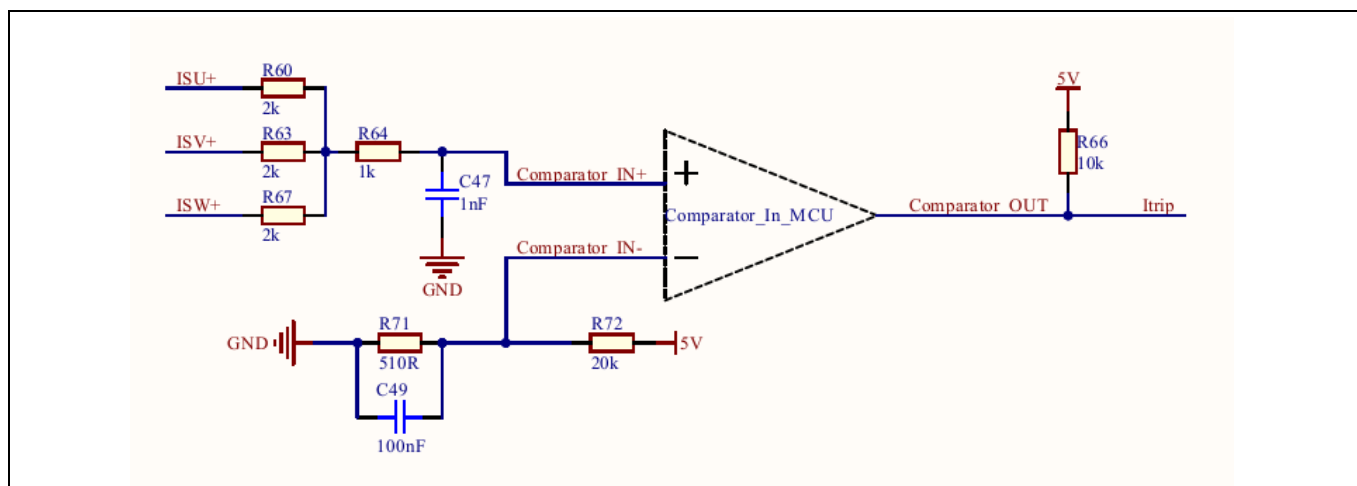 ISU+
R60
2k
ISV+
R63
2k
R64
1k
ISW+
R67
2k
C47
1nF
GND
Comparator_IN+
Comparator_IN-
Comparator_In_MCU
Comparator_OUT
5V
R66
10k
Itrip
GND
R71
510R
C49
100nF
R72
20k
5V